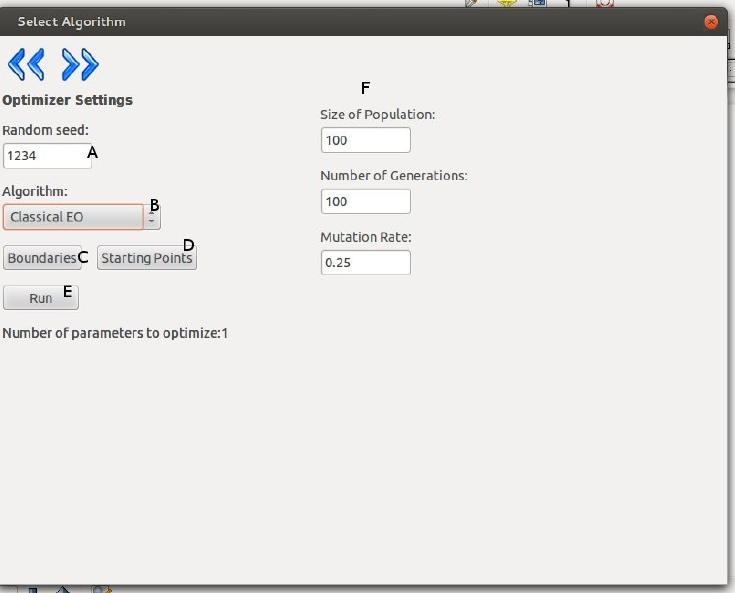 Select Algorithm
Optimizer Settings
Random seed:
1234 A
Algorithm:
Classical EO B
Boundaries C Starting Points D
Run E
Number of parameters to optimize:1
F
Size of Population:
100
Number of Generations:
100
Mutation Rate:
0.25